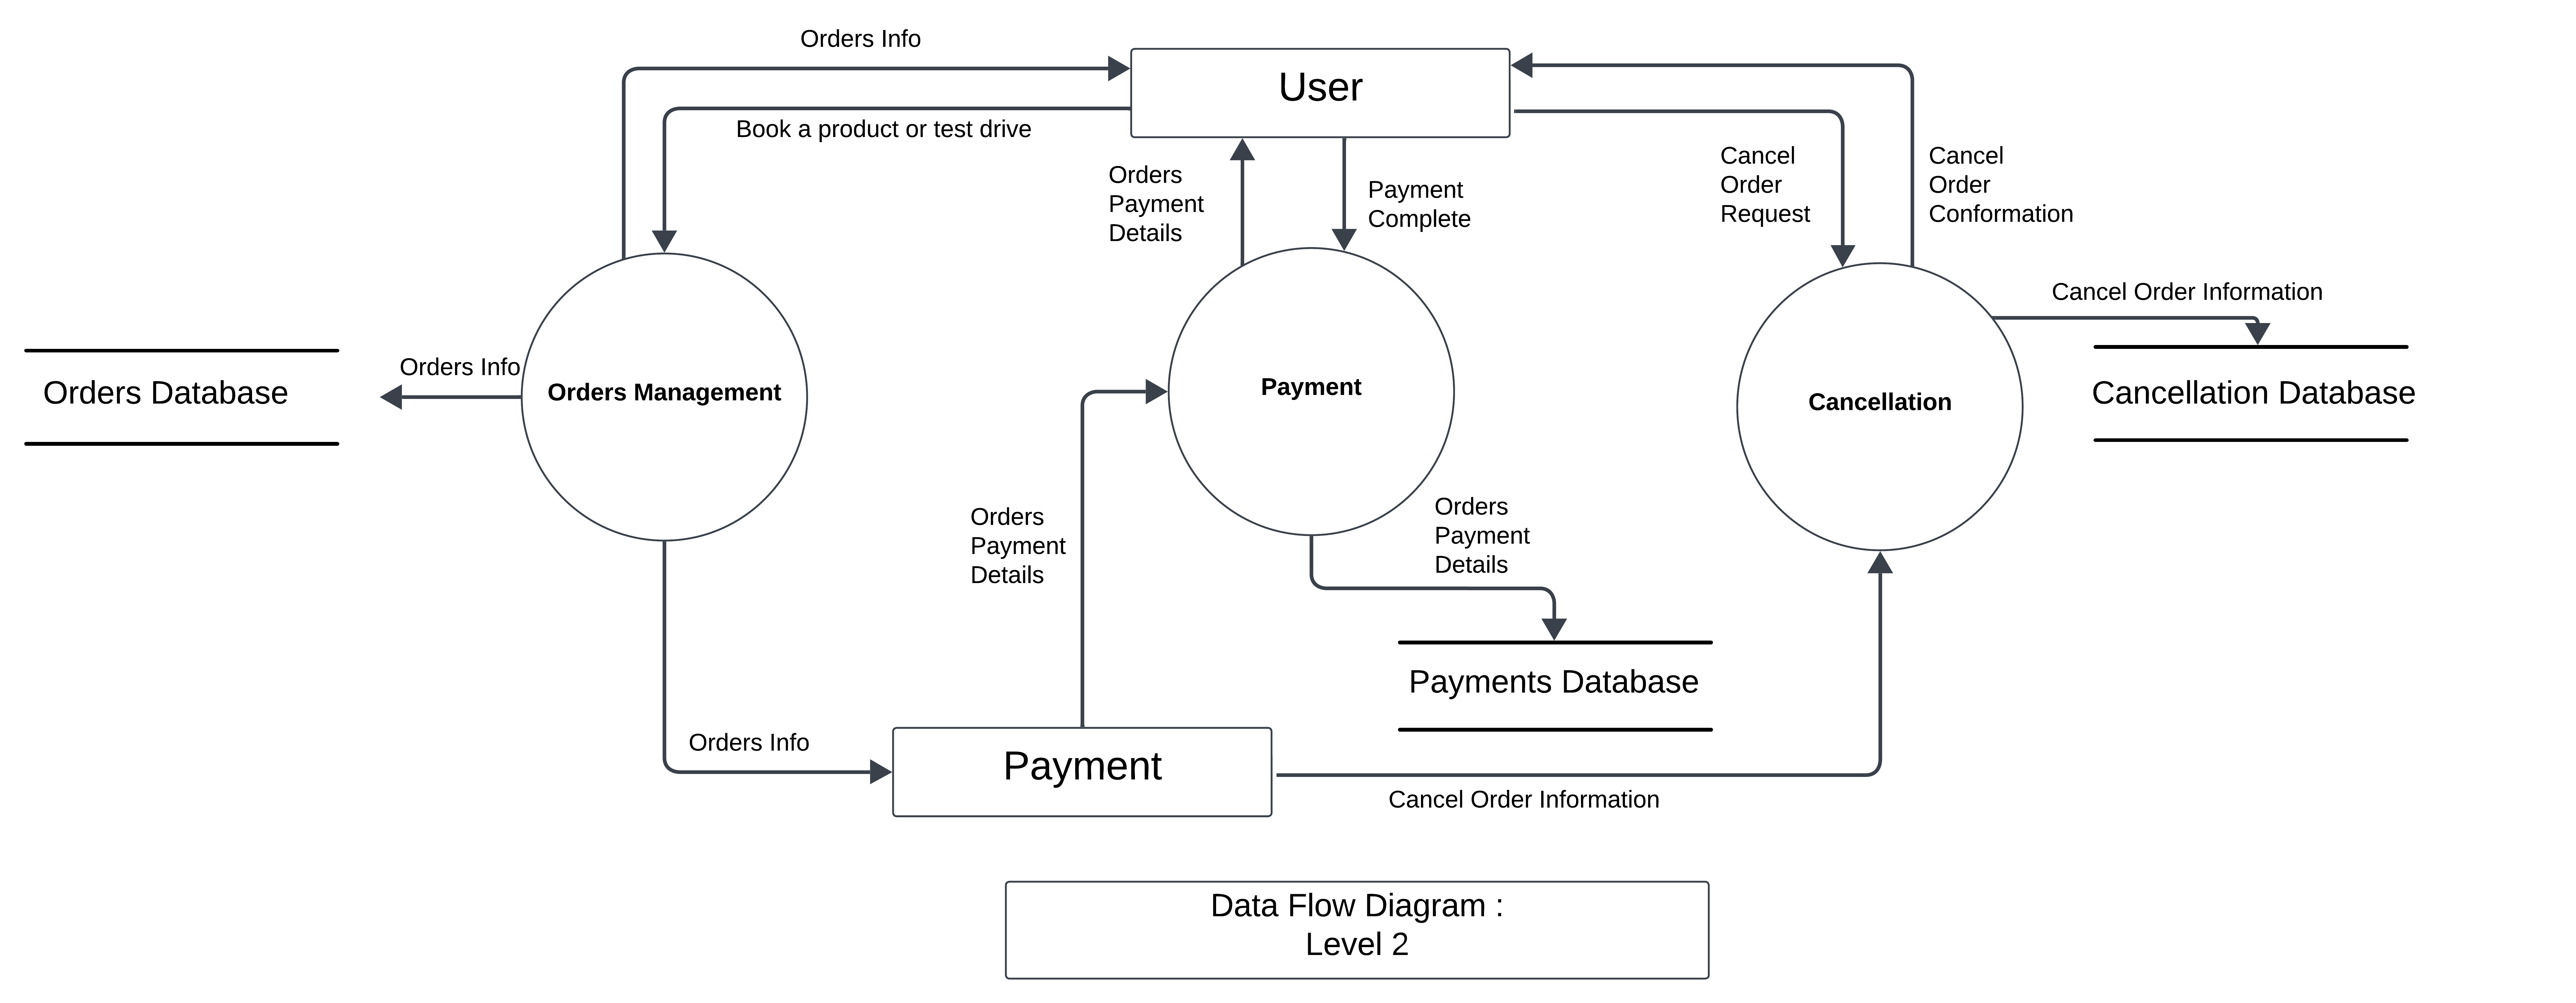 Orders Info
User
Book a product or test drive
Orders
Payment
Details
Payment
Complete
Cancel
Order
Request
Cancel
Order
Conformation
Cancel Order Information
Orders Database
Orders Info
Orders Management
Payment
Cancellation
Cancellation Database
Orders
Payment
Details
Orders
Payment
Details
Payments Database
Orders Info
Payment
Cancel Order Information
Data Flow Diagram :
Level 2